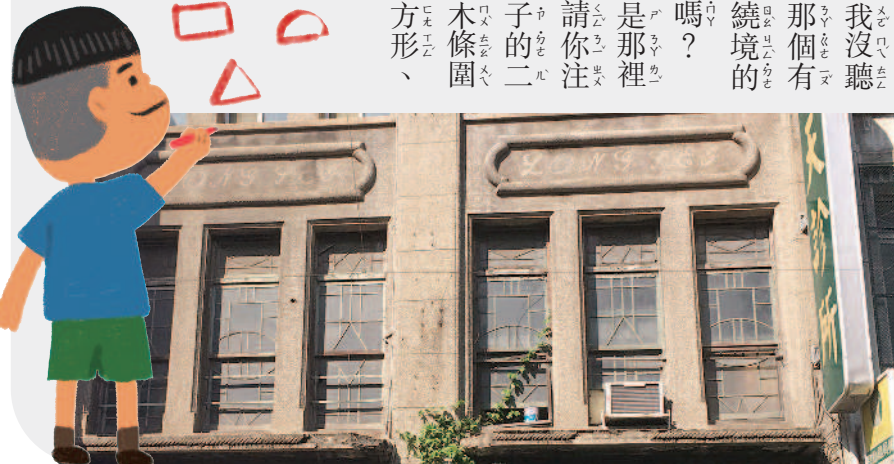 我沒聽
那個有
繞境的
嗎？
是那裡
請你注
子的二
木條圍
方形、
天診所